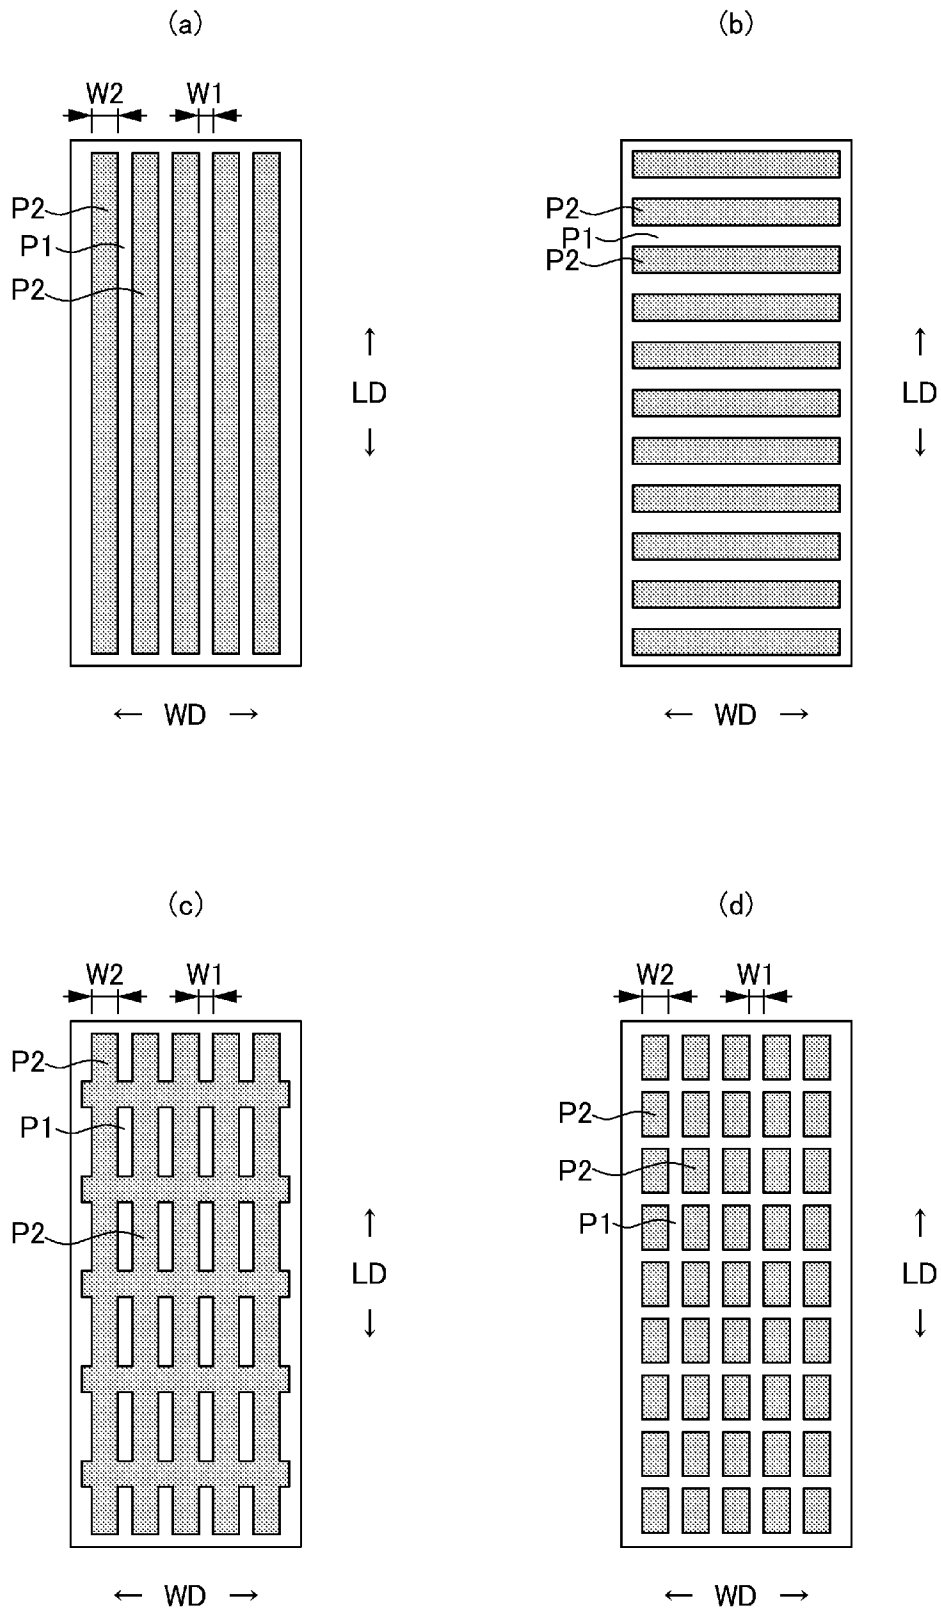 (a)
W2 W1
P2
P1
P2
↑
LD
↓
← WD →
(b)
P2
P1
P2
↑
LD
↓
← WD →
(c)
W2 W1
P2
P1
P2
↑
LD
↓
← WD →
(d)
W2 W1
P2
P2
P1
↑
LD
↓
← WD →